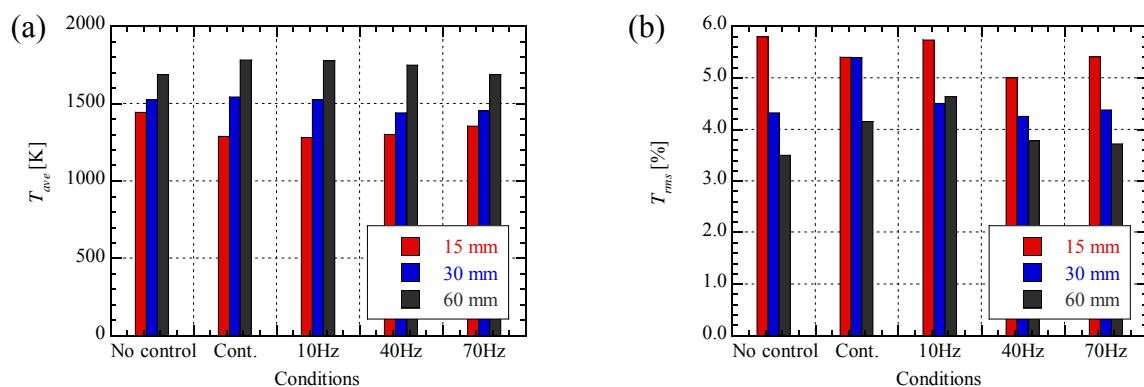 (a)
2000
1500
1000
500
0
T_ave [K]
15 mm
30 mm
60 mm
No control Cont. 10Hz 40Hz 70Hz
Conditions
(b)
6.0
5.0
4.0
3.0
2.0
1.0
0.0
T_rms [%]
15 mm
30 mm
60 mm
No control Cont. 10Hz 40Hz 70Hz
Conditions